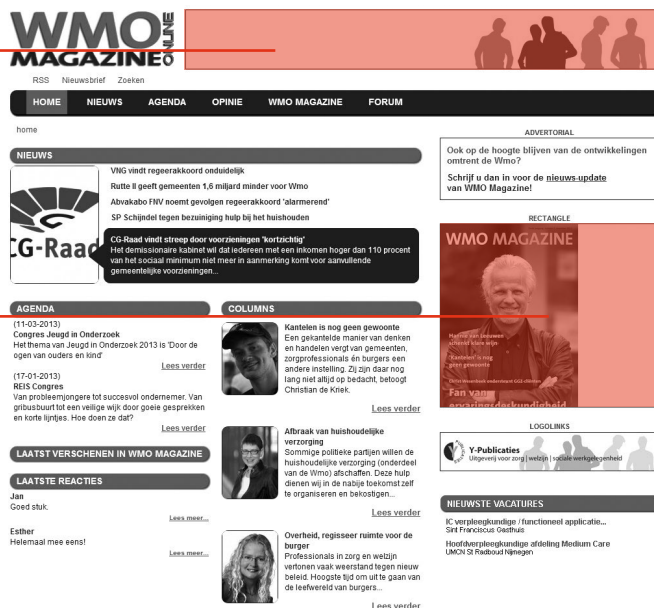 WMO
MAGAZINE
ONLINE
RSS Nieuwsbrief Zoeken
HOME NIEUWS AGENDA OPINIE WMO MAGAZINE FORUM
home
NIEUWS
CG-Raad
VNG vindt regeerakkoord onduidelijk
Rutte II geeft gemeenten 1,6 miljard minder voor Wmo
Abvakabo FNV noemt gevolgen regeerakkoord 'alarmerend'
SP Schijndel tegen bezuiniging hulp bij het huishouden
CG-Raad vindt streep door voorzieningen 'kortzichtig'
Het demissionaire kabinet wil dat iedereen met een inkomen hoger dan 110 procent
van het sociaal minimum niet meer in aanmerking komt voor aanvullende
gemeentelijke voorzieningen...
AGENDA
(11-03-2013)
Congres Jeugd in Onderzoek
Het thema van Jeugd in Onderzoek 2013 is 'Door de
ogen van ouders en kind'
Lees verder
(17-01-2013)
REIS Congres
Van probleemjongere tot succesvol ondernemer. Van
gribusbuurt tot een veilige wijk door goeie gesprekken
en korte lijntjes. Hoe doen ze dat?
Lees verder
LAATST VERSCHENEN IN WMO MAGAZINE
LAATSTE REACTIES
Jan
Goed stuk.
Lees meer...
Esther
Helemaal mee eens!
Lees meer...
COLUMNS
Kantelen is nog geen gewoonte
Een gekantelde manier van denken
en handelen vergt van gemeenten,
zorgprofessionals én burgers een
andere instelling. Zij zijn daar nog
lang niet altijd op bedacht, betoogt
Christian de Kriek.
Lees verder
Afbraak van huishoudelijke
verzorging
Sommige politieke partijen willen de
huishoudelijke verzorging (onderdeel
van de Wmo) afschaffen. Deze hulp
dienen wij in de nabije toekomst zelf
te organiseren en bekostigen...
Lees verder
Overheid, regisseer ruimte voor de
burger
Professionals in zorg en welzijn
vertonen vaak weerstand tegen nieuw
beleid. Hoogste tijd om uit te gaan van
de leefwereld van burgers...
Lees verder
ADVERTORIAL
Ook op de hoogte blijven van de ontwikkelingen
omtrent de Wmo?
Schrijf u dan in voor de nieuws-update
van WMO Magazine!
RECTANGLE
WMO MAGAZINE
Hannie van Leeuwen
schenkt klare wijn
'Kantelen' is nog
geen gewoonte
Fan van
ervaringsdeskundigheid
LOGOLINKS
Y-Publicaties
Uitgeverij voor zorg | welzijn | sociale werkgelegenheid
NIEUWSTE VACATURES
IC verpleegkundige / functioneel applicatie...
Sint Franciscus Gasthuis
Hoofdverpleegkundige afdeling Medium Care
UMCN St Radboud Nijmegen